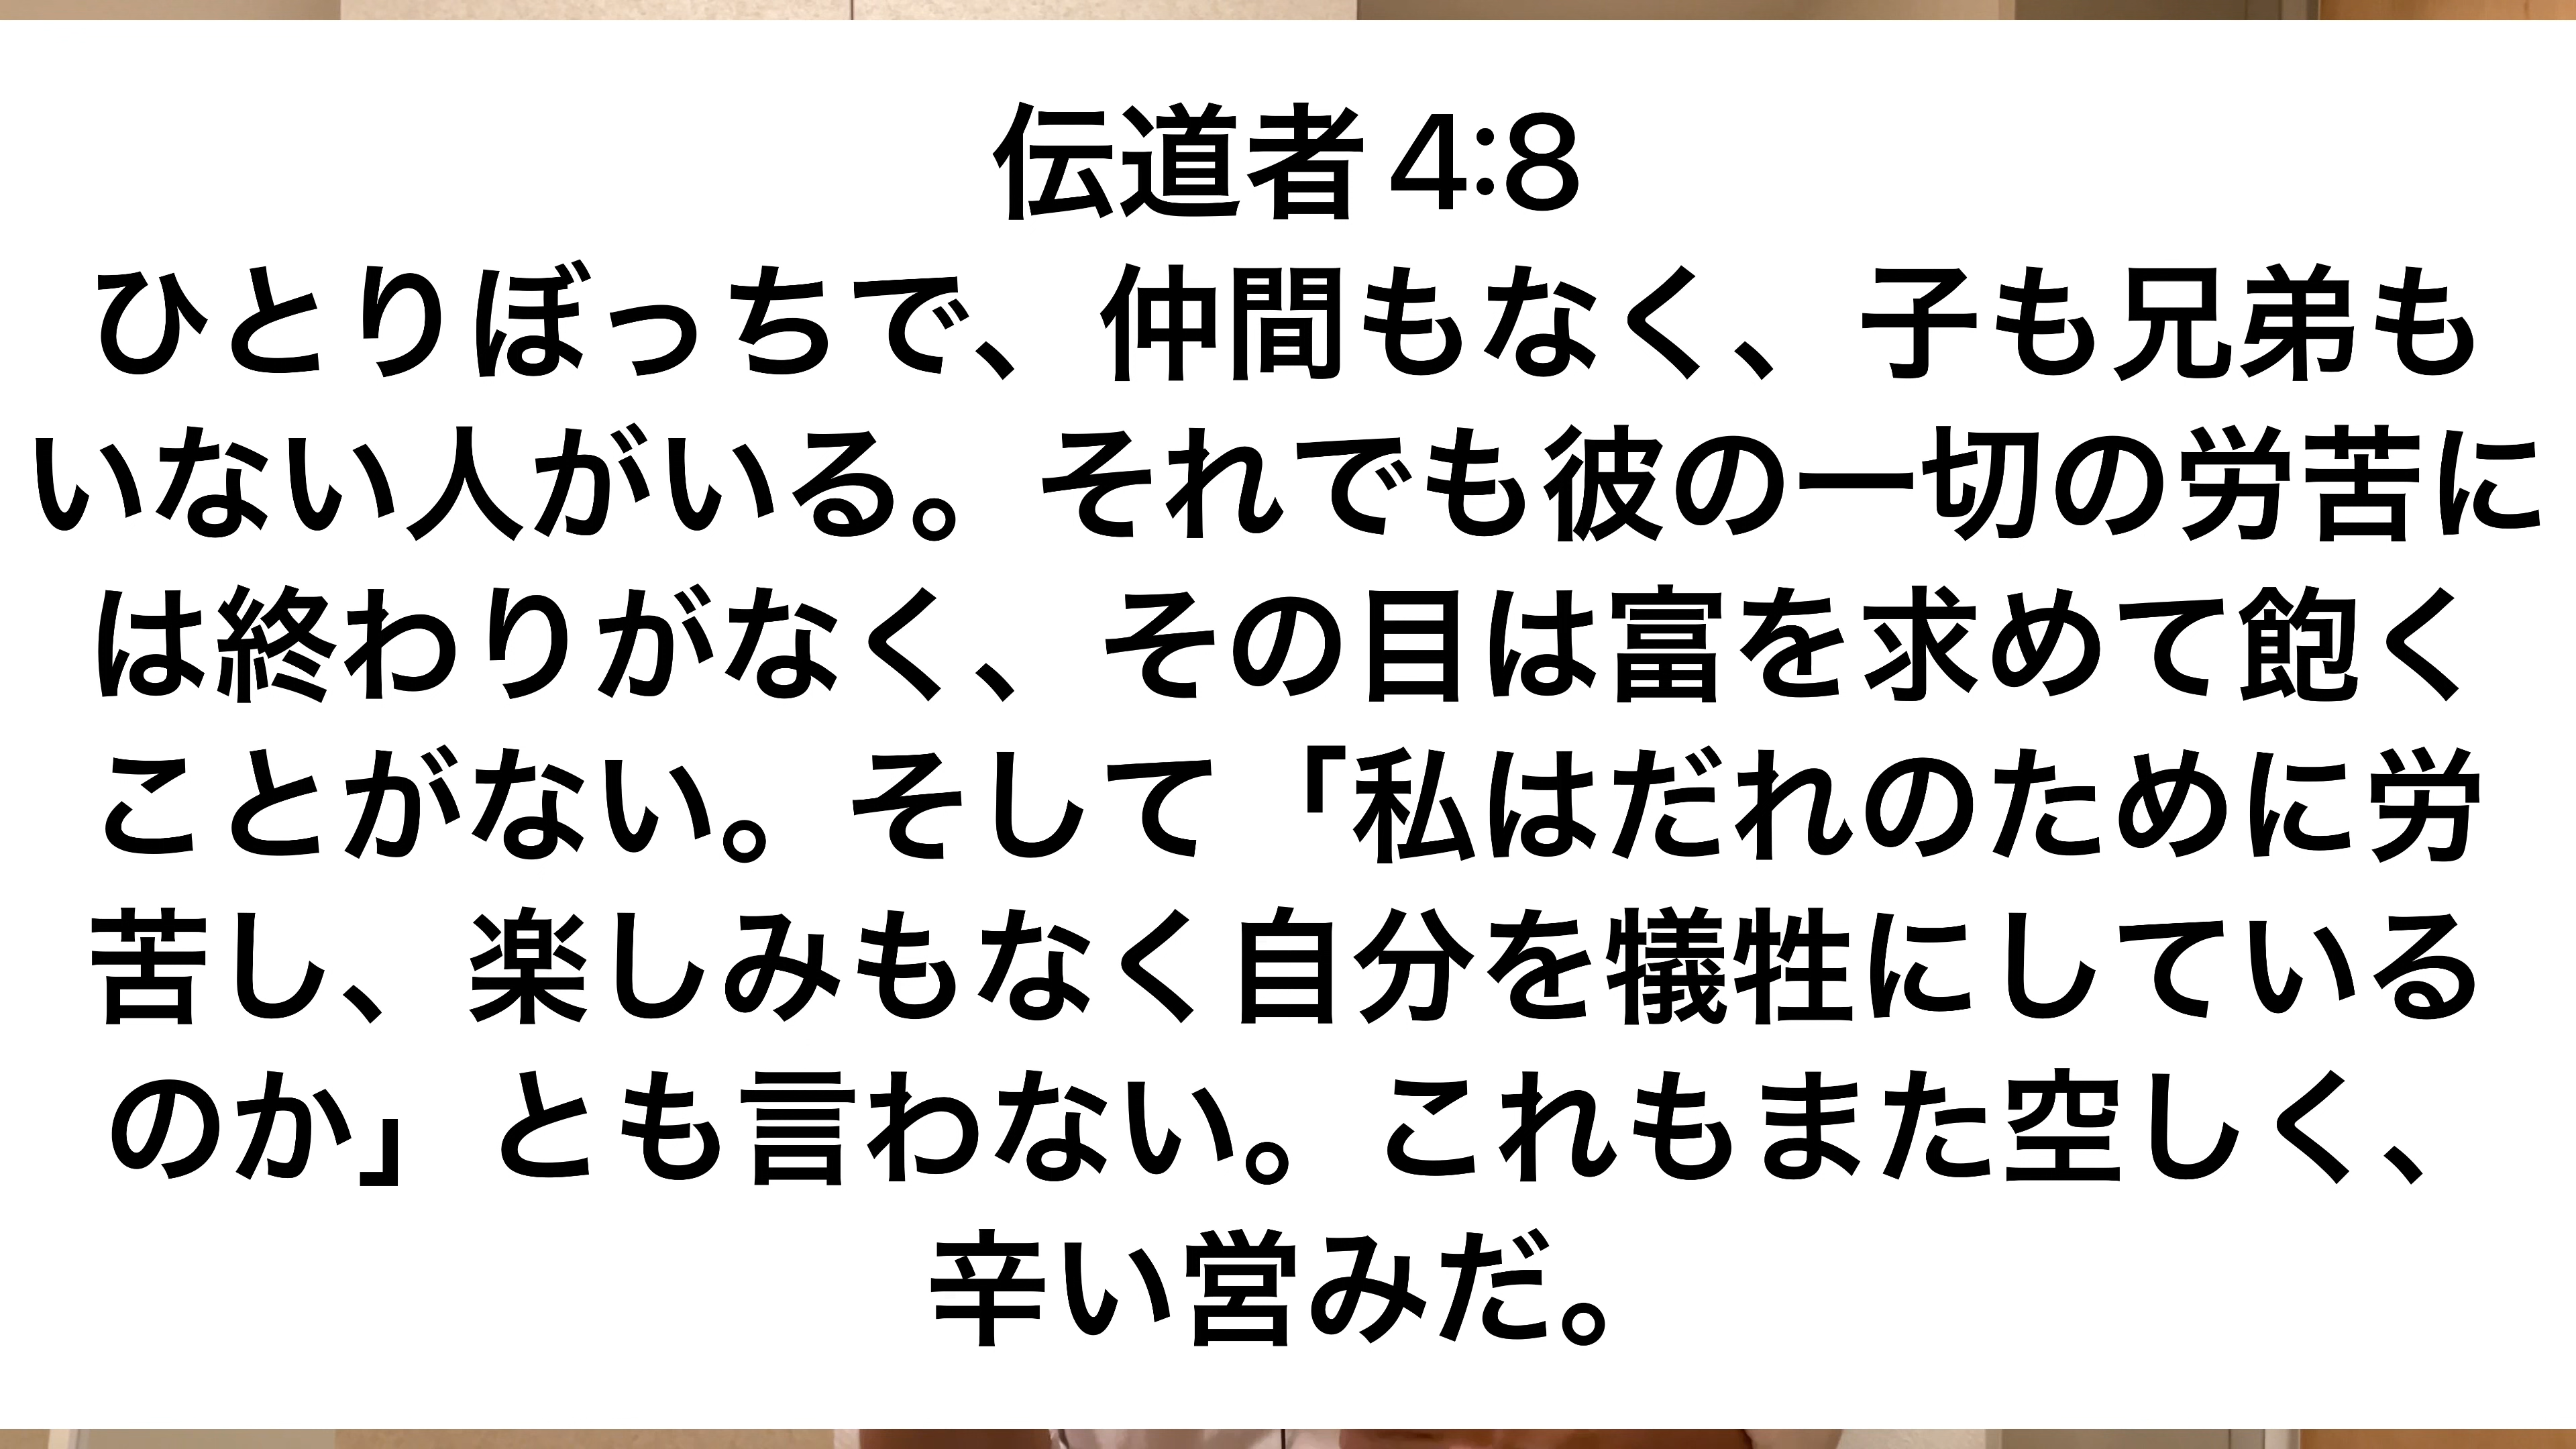 伝道者 4:8
ひとりぼっちで、仲間もなく、子も兄弟も
いない人がいる。それでも彼の一切の労苦に
は終わりがなく、その目は富を求めて飽く
ことがない。そして「私はだれのために労
苦し、楽しみもなく自分を犠牲にしている
のか」とも言わない。これもまた空しく、
辛い営みだ。